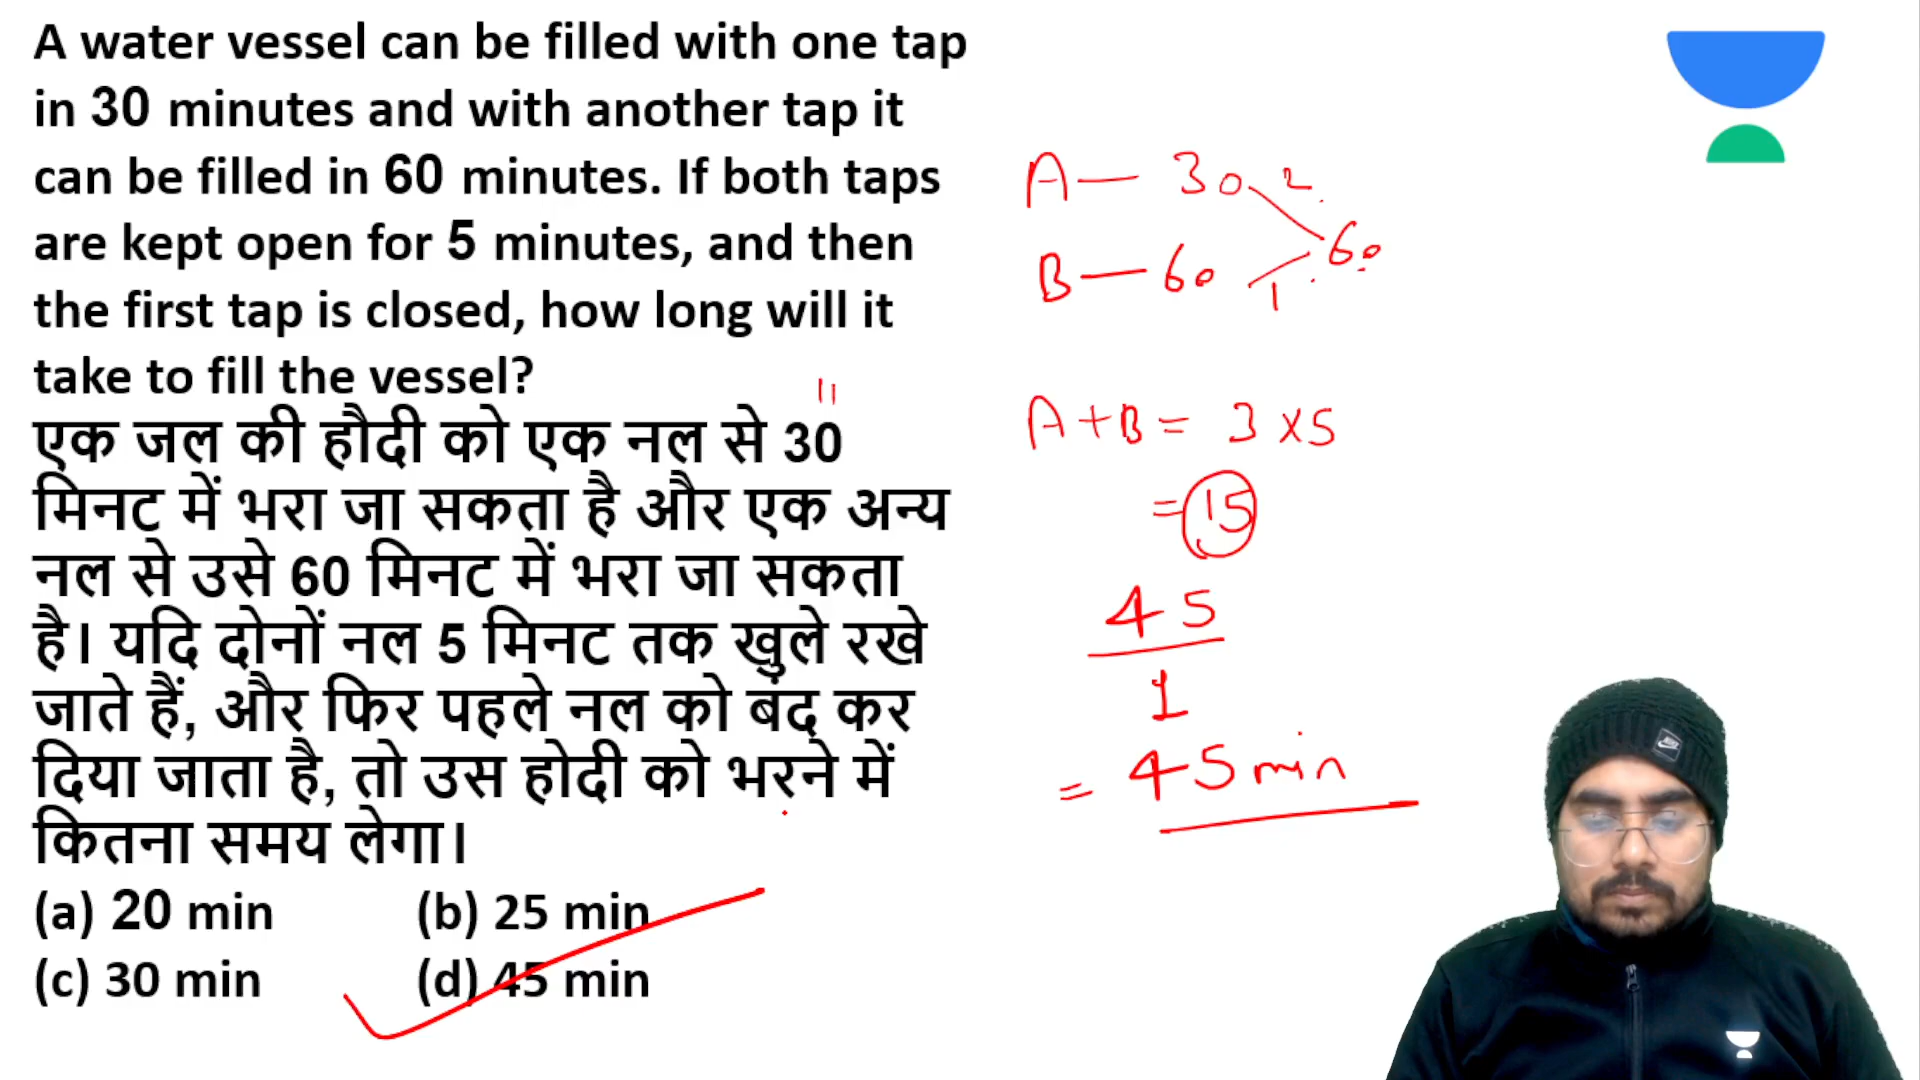 A water vessel can be filled with one tap
in 30 minutes and with another tap it
can be filled in 60 minutes. If both taps
are kept open for 5 minutes, and then
the first tap is closed, how long will it
take to fill the vessel?
एक जल की हौदी को एक नल से 30
मिनट में भरा जा सकता है और एक अन्य
नल से उसे 60 मिनट में भरा जा सकता
है। यदि दोनों नल 5 मिनट तक खुले रखे
जाते हैं, और फिर पहले नल को बंद कर
दिया जाता है, तो उस होदी को भरने में
कितना समय लेगा।
(a) 20 min (b) 25 min
(c) 30 min (d) 45 min
A — 30 2
60
B — 60 1
A + B = 3 x 5
= 15
45
1
= 45 min